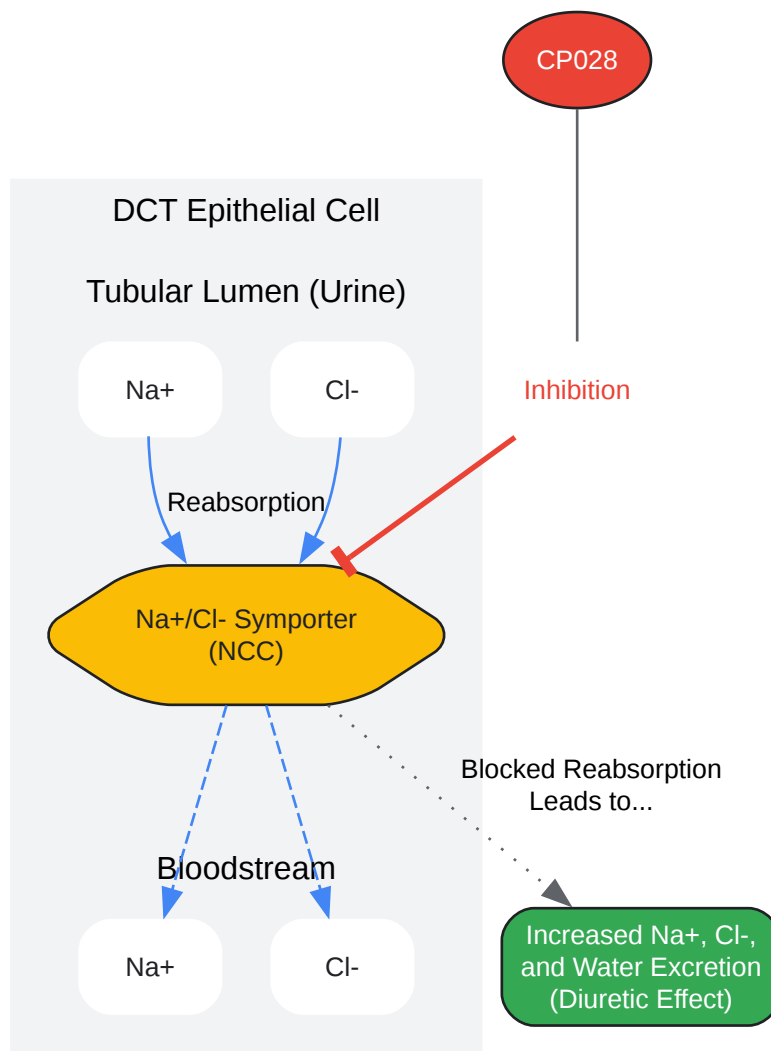 CP028
DCT Epithelial Cell
Tubular Lumen (Urine)
Na+
Cl-
Inhibition
Reabsorption
Na+/Cl- Symporter
(NCC)
Blocked Reabsorption
Leads to...
Bloodstream
Na+
Cl-
Increased Na+, Cl-,
and Water Excretion
(Diuretic Effect)